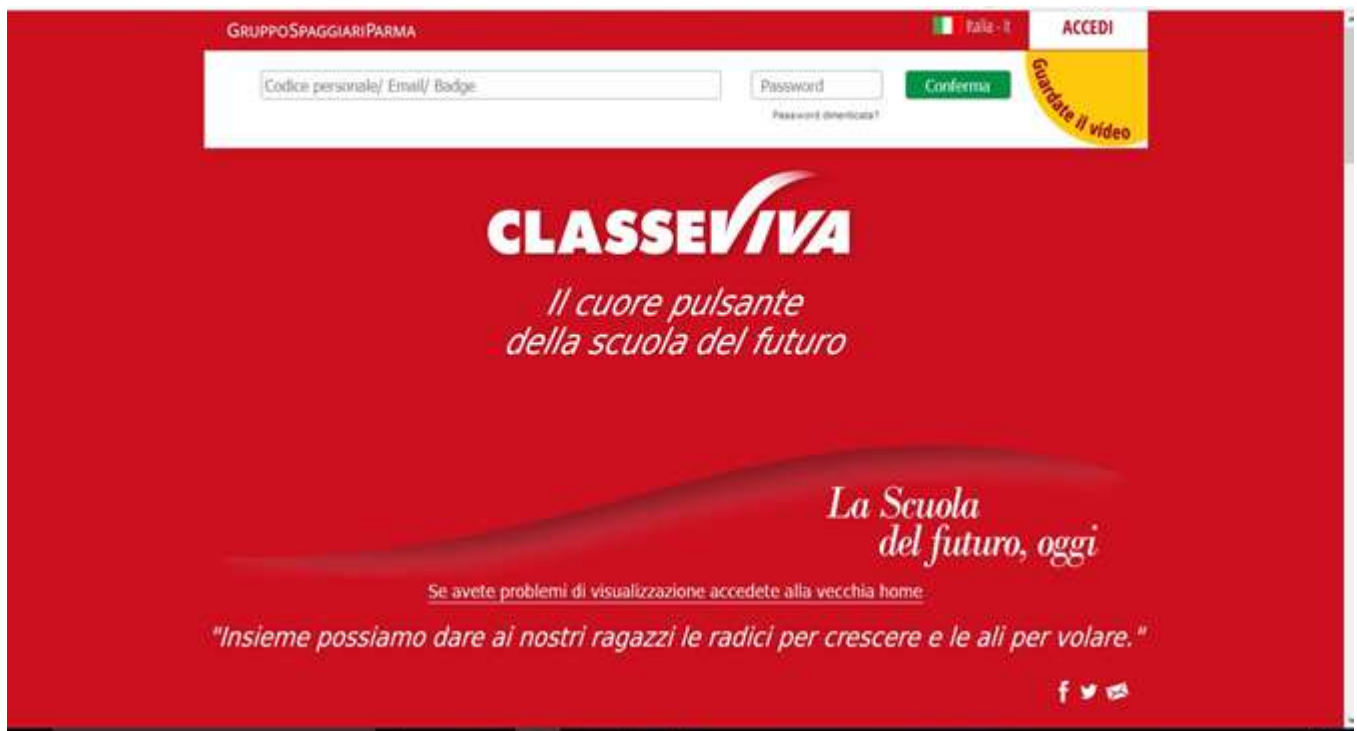 GRUPPOSPAGGIARIPARMA
Italia - it
ACCEDI
Codice personale/ Email/ Badge
Password
Conferma
Password dimenticata?
Guardate il video
CLASSEVIVA
Il cuore pulsante
della scuola del futuro
La Scuola
del futuro, oggi
Se avete problemi di visualizzazione accedete alla vecchia home
"Insieme possiamo dare ai nostri ragazzi le radici per crescere e le ali per volare."